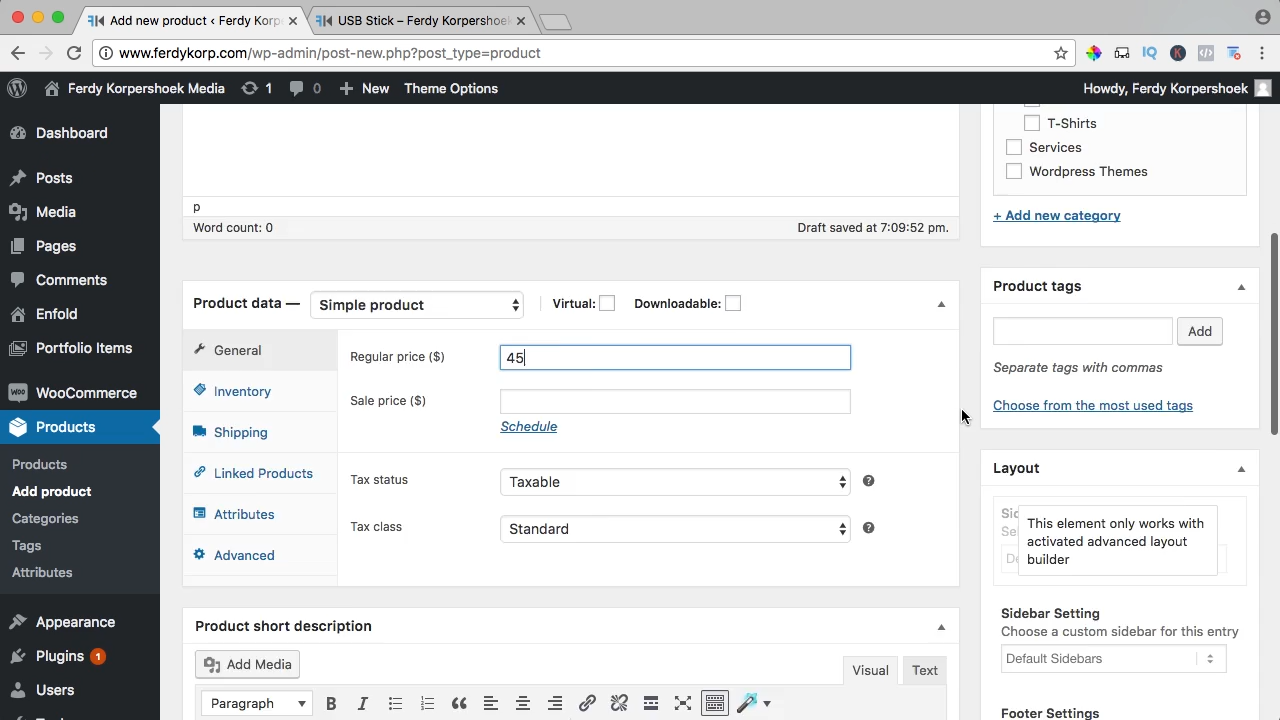 Add new product ‹ Ferdy Korp
USB Stick – Ferdy Korpershoek
www.ferdykorp.com/wp-admin/post-new.php?post_type=product
Ferdy Korpershoek Media
1
0
New
Theme Options
Howdy, Ferdy Korpershoek
Dashboard
Posts
Media
Pages
Comments
Enfold
Portfolio Items
WooCommerce
Products
Products
Add product
Categories
Tags
Attributes
Appearance
Plugins 1
Users
p
Word count: 0
Draft saved at 7:09:52 pm.
Product data —
Simple product
Virtual:
Downloadable:
General
Inventory
Shipping
Linked Products
Attributes
Advanced
Regular price ($)
45
Sale price ($)
Schedule
Tax status
Taxable
Tax class
Standard
Product short description
Add Media
Visual
Text
Paragraph
T-Shirts
Services
Wordpress Themes
+ Add new category
Product tags
Add
Separate tags with commas
Choose from the most used tags
Layout
This element only works with
activated advanced layout
builder
Sidebar Setting
Choose a custom sidebar for this entry
Default Sidebars
Footer Settings